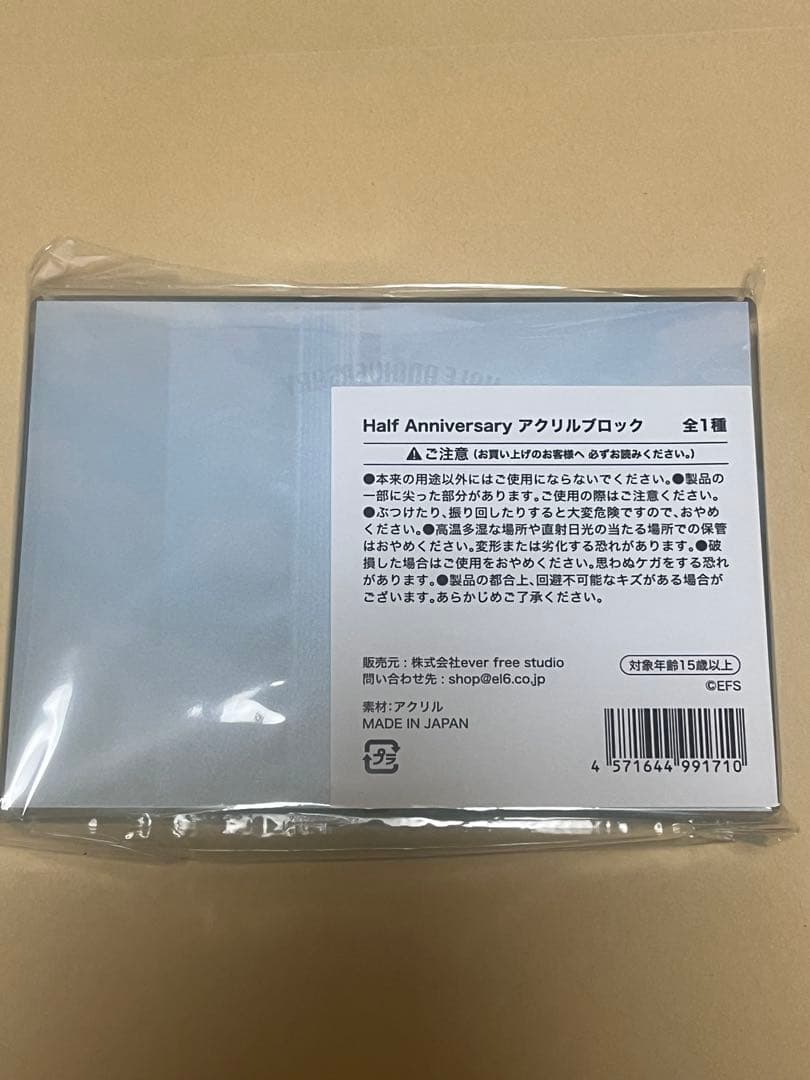 HALF ANNIVERSARY
Half Anniversary アクリルブロック 全1種
ご注意（お買い上げのお客様へ 必ずお読みください。）
●本来の用途以外にはご使用にならないでください。●製品の
一部に尖った部分があります。ご使用の際はご注意ください。
●ぶつけたり、振り回したりすると大変危険ですので、おやめ
ください。●高温多湿な場所や直射日光の当たる場所での保管
はおやめください。変形または劣化する恐れがあります。●破
損した場合はご使用をおやめください。思わぬケガをする恐れ
があります。●製品の都合上、回避不可能なキズがある場合が
ございます。あらかじめご了承ください。
販売元：株式会社ever free studio
問い合わせ先：shop@el6.co.jp
対象年齢15歳以上
©EFS
素材：アクリル
MADE IN JAPAN
プラ
4 571644 991710